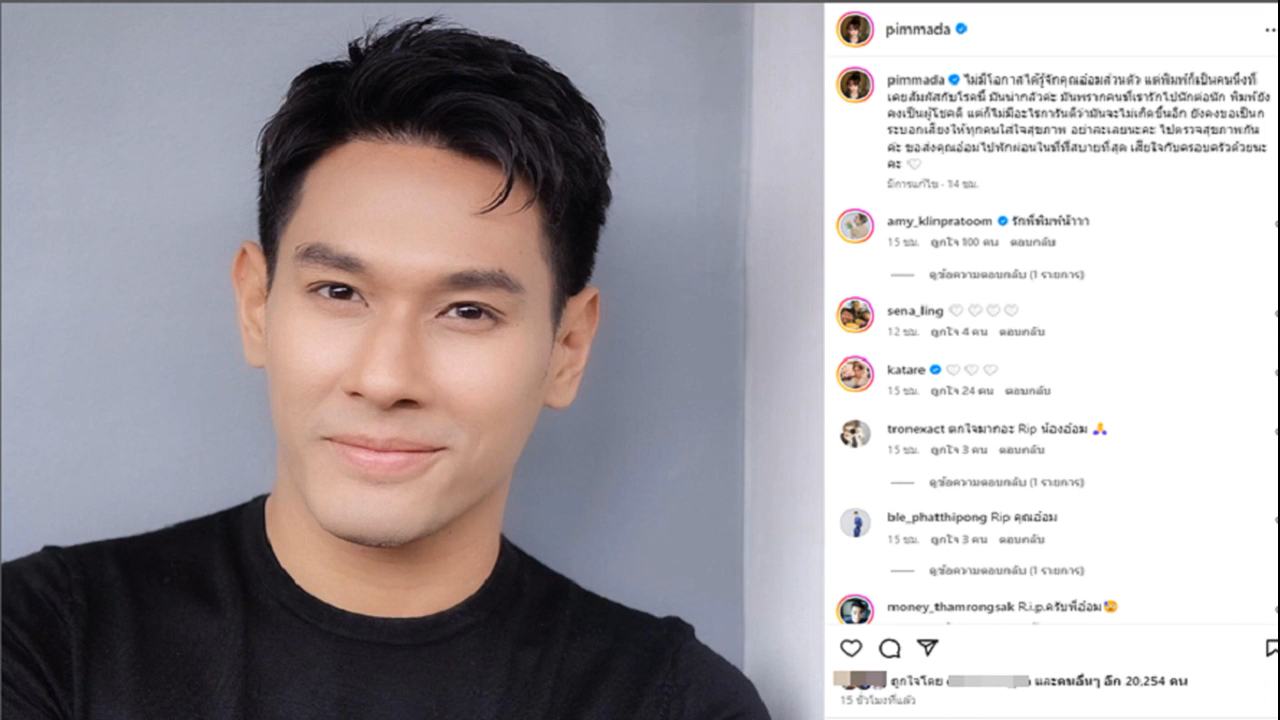 pimmada
pimmada ไม่มีโอกาสได้รู้จักคุณอ๋อมส่วนตัว แต่พิมพ์ก็เป็นคนนึงที่
เคยสัมผัสกับโรคนี้ มันน่ากลัวค่ะ มันพรากคนที่เรารักไปนักต่อนัก พิมพ์ยัง
คงเป็นผู้โชคดี แต่ก็ไม่มีอะไรการันตีว่ามันจะไม่เกิดขึ้นอีก ยังคงขอเป็นก
ระบอกเสียงให้ทุกคนใส่ใจสุขภาพ อย่าละเลยนะคะ ไปตรวจสุขภาพกัน
ค่ะ ขอส่งคุณอ๋อมไปพักผ่อนในที่ที่สบายที่สุด เสียใจกับครอบครัวด้วยนะ
คะ 🤍
มีการแก้ไข · 14 ชม.
amy_klinpratoom รักพี่พิมพ์น้าาา
15 ชม. ถูกใจ 100 คน ตอบกลับ
ดูข้อความตอบกลับ (1 รายการ)
sena_ling 🤍 🤍 🤍 🤍
12 ชม. ถูกใจ 4 คน ตอบกลับ
katare 🤍 🤍 🤍
15 ชม. ถูกใจ 24 คน ตอบกลับ
tronexact ตกใจมากอะ Rip น้องอ๋อม 🙏
15 ชม. ถูกใจ 3 คน ตอบกลับ
ดูข้อความตอบกลับ (1 รายการ)
ble_phatthipong Rip คุณอ๋อม
15 ชม. ถูกใจ 3 คน ตอบกลับ
ดูข้อความตอบกลับ (1 รายการ)
money_thamrongsak R.i.p.ครับพี่อ๋อม
ถูกใจโดย และคนอื่นๆ อีก 20,254 คน
15 ชั่วโมงที่แล้ว